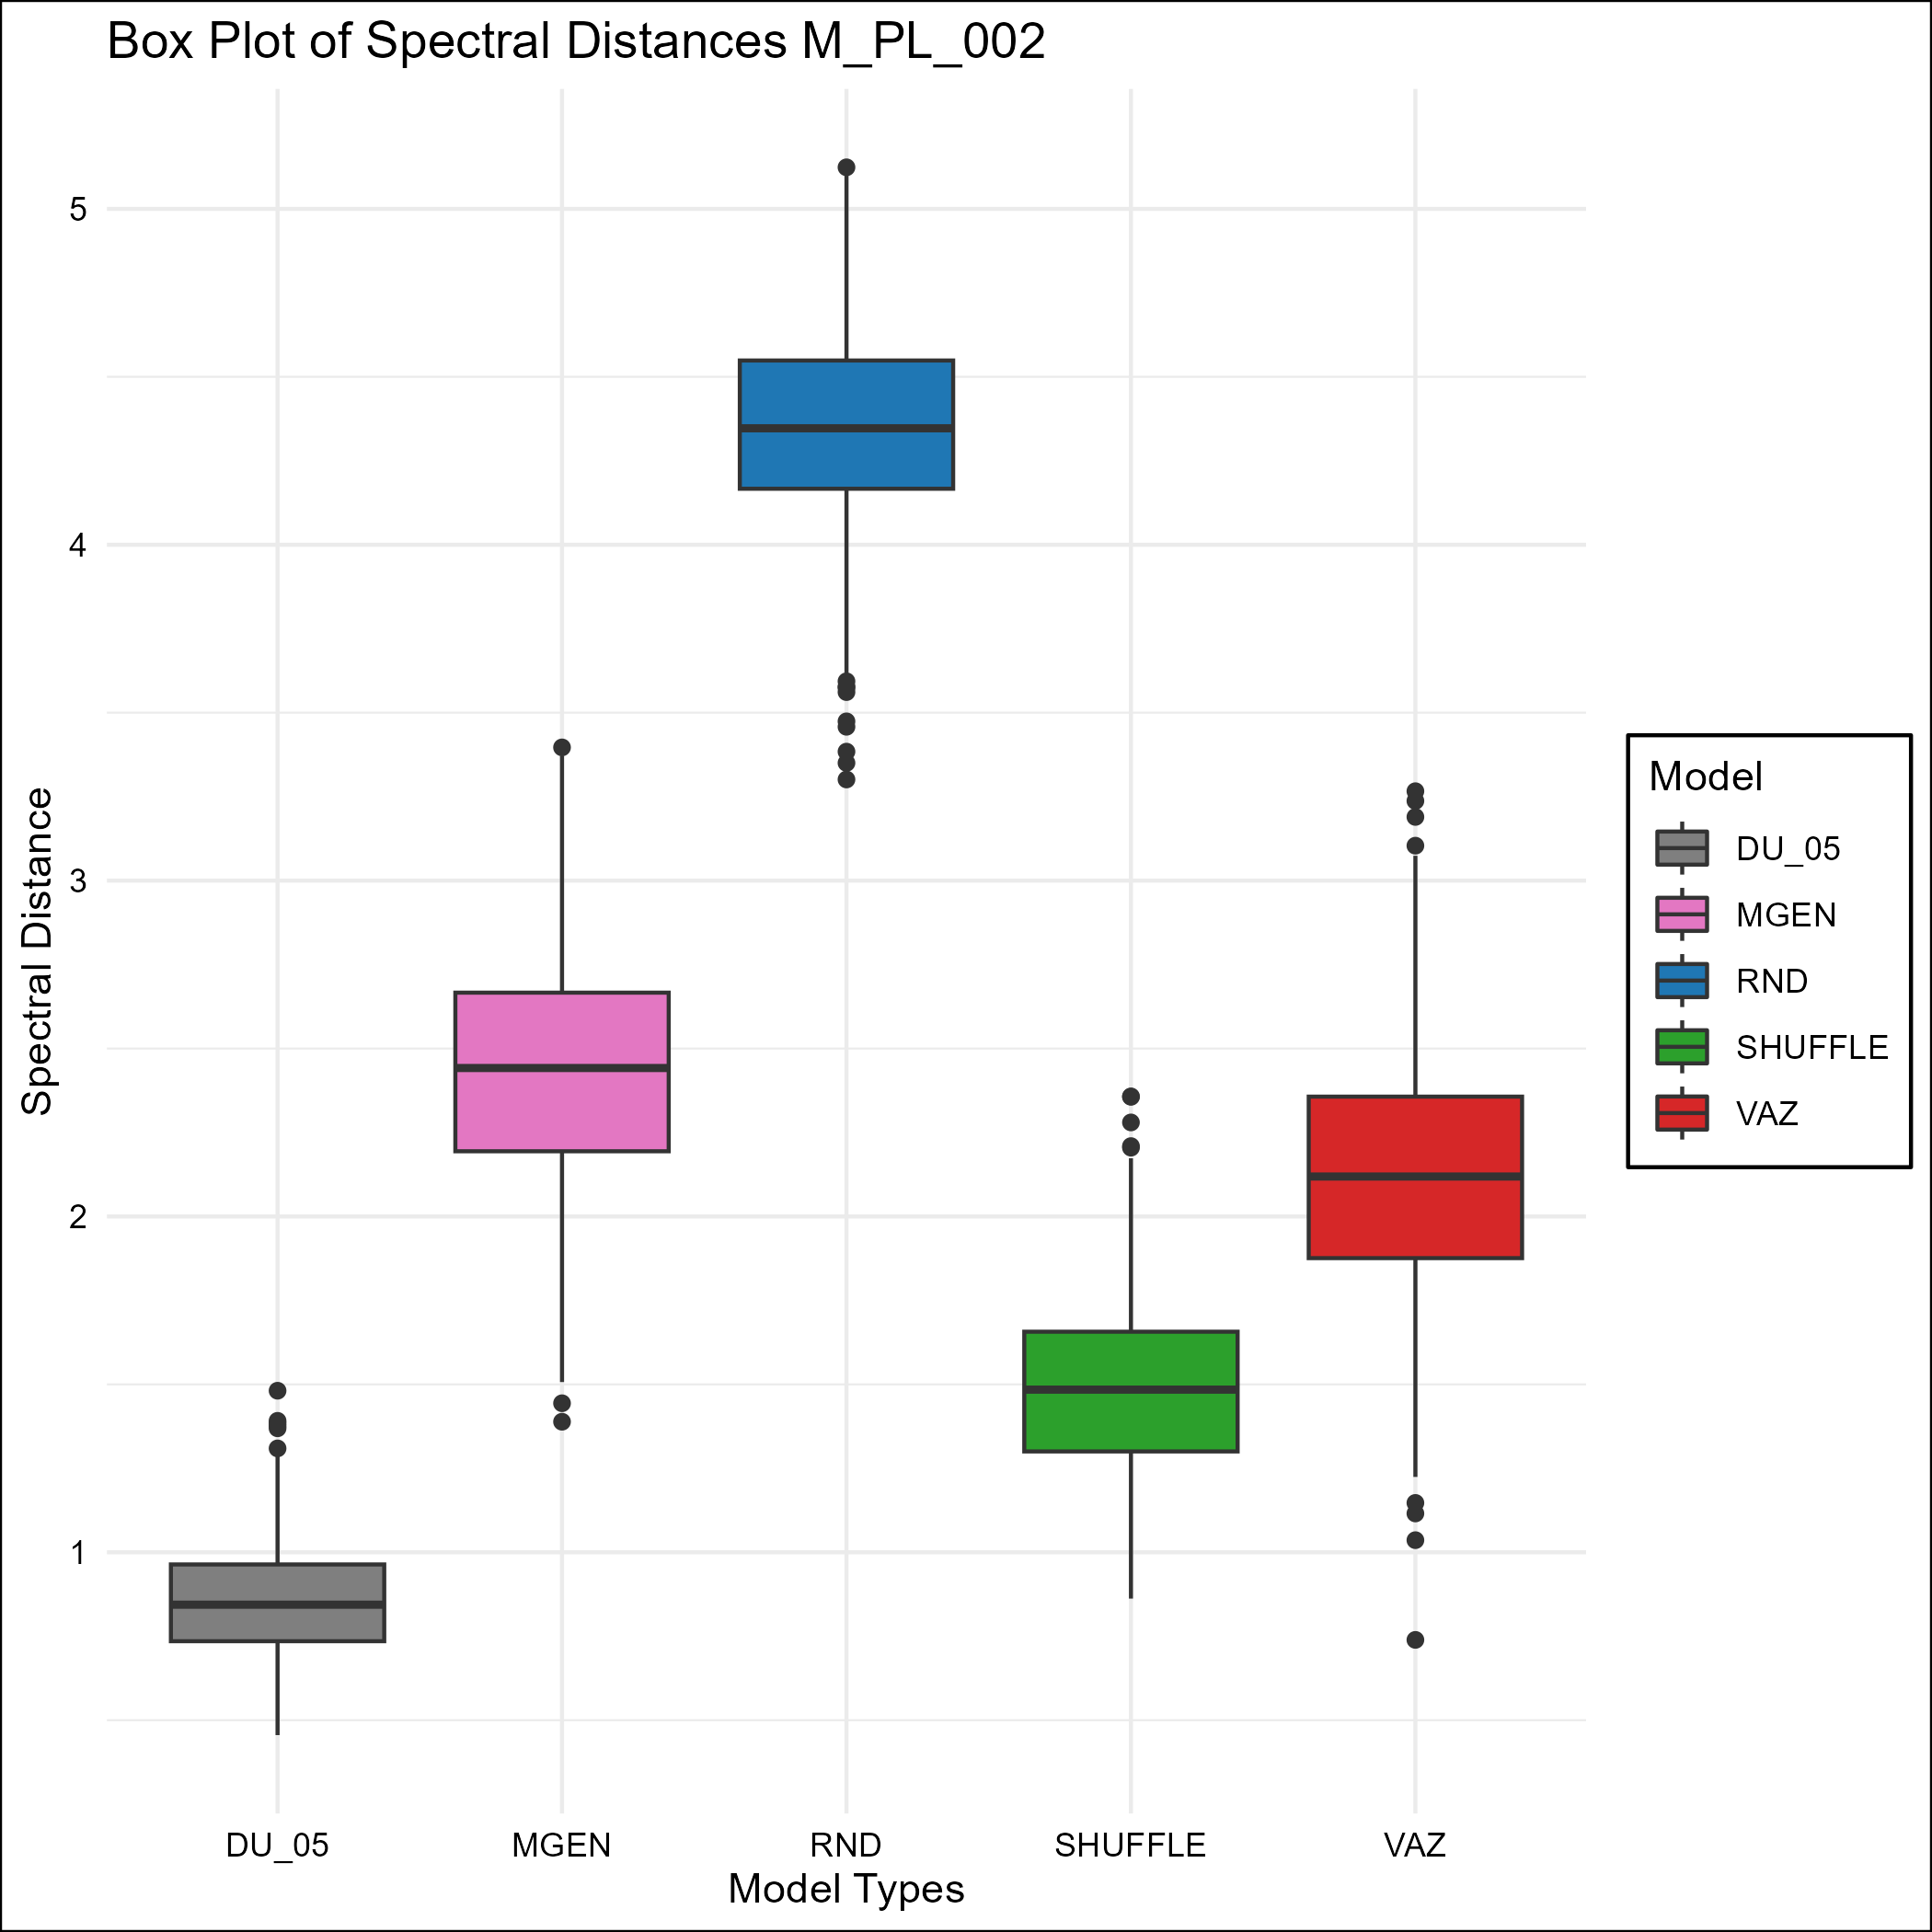 Box Plot of Spectral Distances M_PL_002
5
4
3
2
1
Spectral Distance
DU_05
MGEN
RND
SHUFFLE
VAZ
Model Types
Model
DU_05
MGEN
RND
SHUFFLE
VAZ